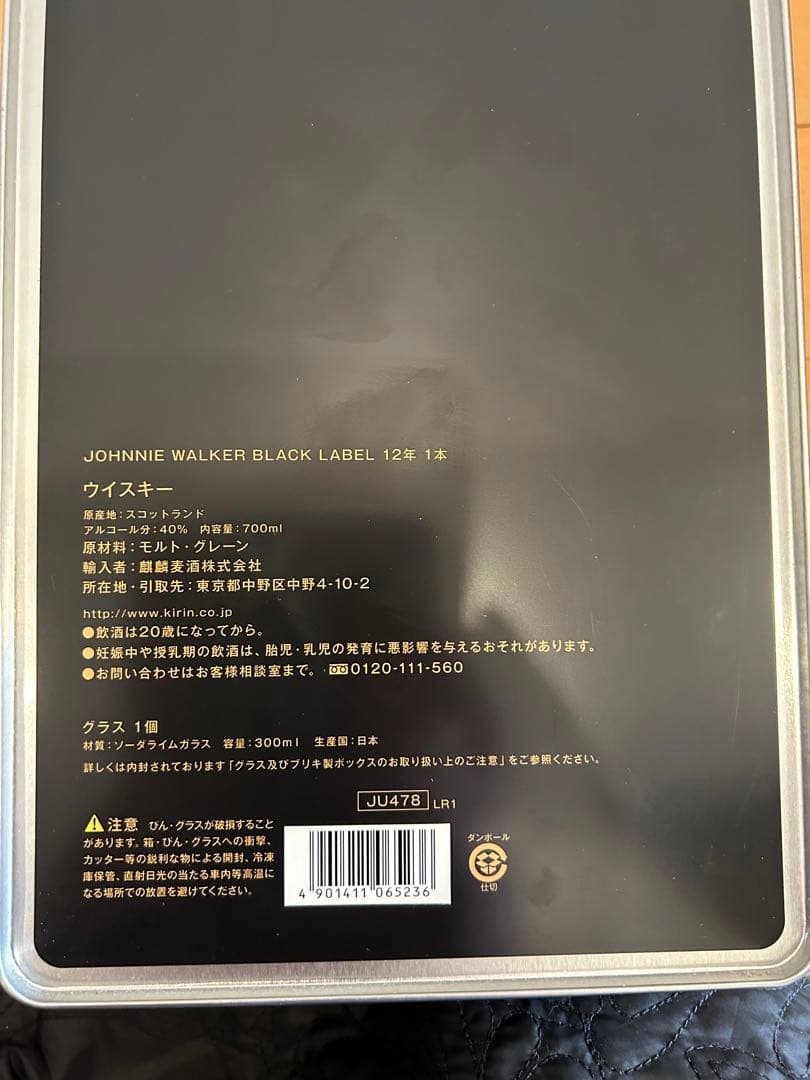 JOHNNIE WALKER BLACK LABEL 12年 1本
ウイスキー
原産地：スコットランド
アルコール分：40% 内容量：700ml
原材料：モルト・グレーン
輸入者：麒麟麦酒株式会社
所在地・引取先：東京都中野区中野4-10-2
http://www.kirin.co.jp
●飲酒は20歳になってから。
●妊娠中や授乳期の飲酒は、胎児・乳児の発育に悪影響を与えるおそれがあります。
●お問い合わせはお客様相談室まで。 0120-111-560
グラス 1個
材質：ソーダライムガラス 容量：300ml 生産国：日本
詳しくは内封されております「グラス及びブリキ製ボックスのお取り扱い上のご注意」をご参照ください。
JU478 LR1
注意 びん・グラスが破損すること
があります。箱・びん・グラスへの衝撃、
カッター等の鋭利な物による開封、冷凍
庫保管、直射日光の当たる車内等高温に
なる場所での放置を避けてください。
4 901411 065236
ダンボール
仕切